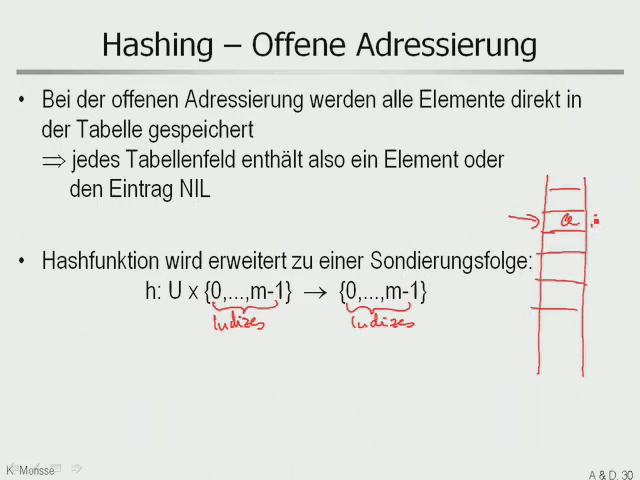 Hashing – Offene Adressierung
• Bei der offenen Adressierung werden alle Elemente direkt in
der Tabelle gespeichert
⇒ jedes Tabellenfeld enthält also ein Element oder
den Eintrag NIL
• Hashfunktion wird erweitert zu einer Sondierungsfolge:
h: U x {0,...,m-1} → {0,...,m-1}
Indizes Indizes
K. Morisse
A & D. 30